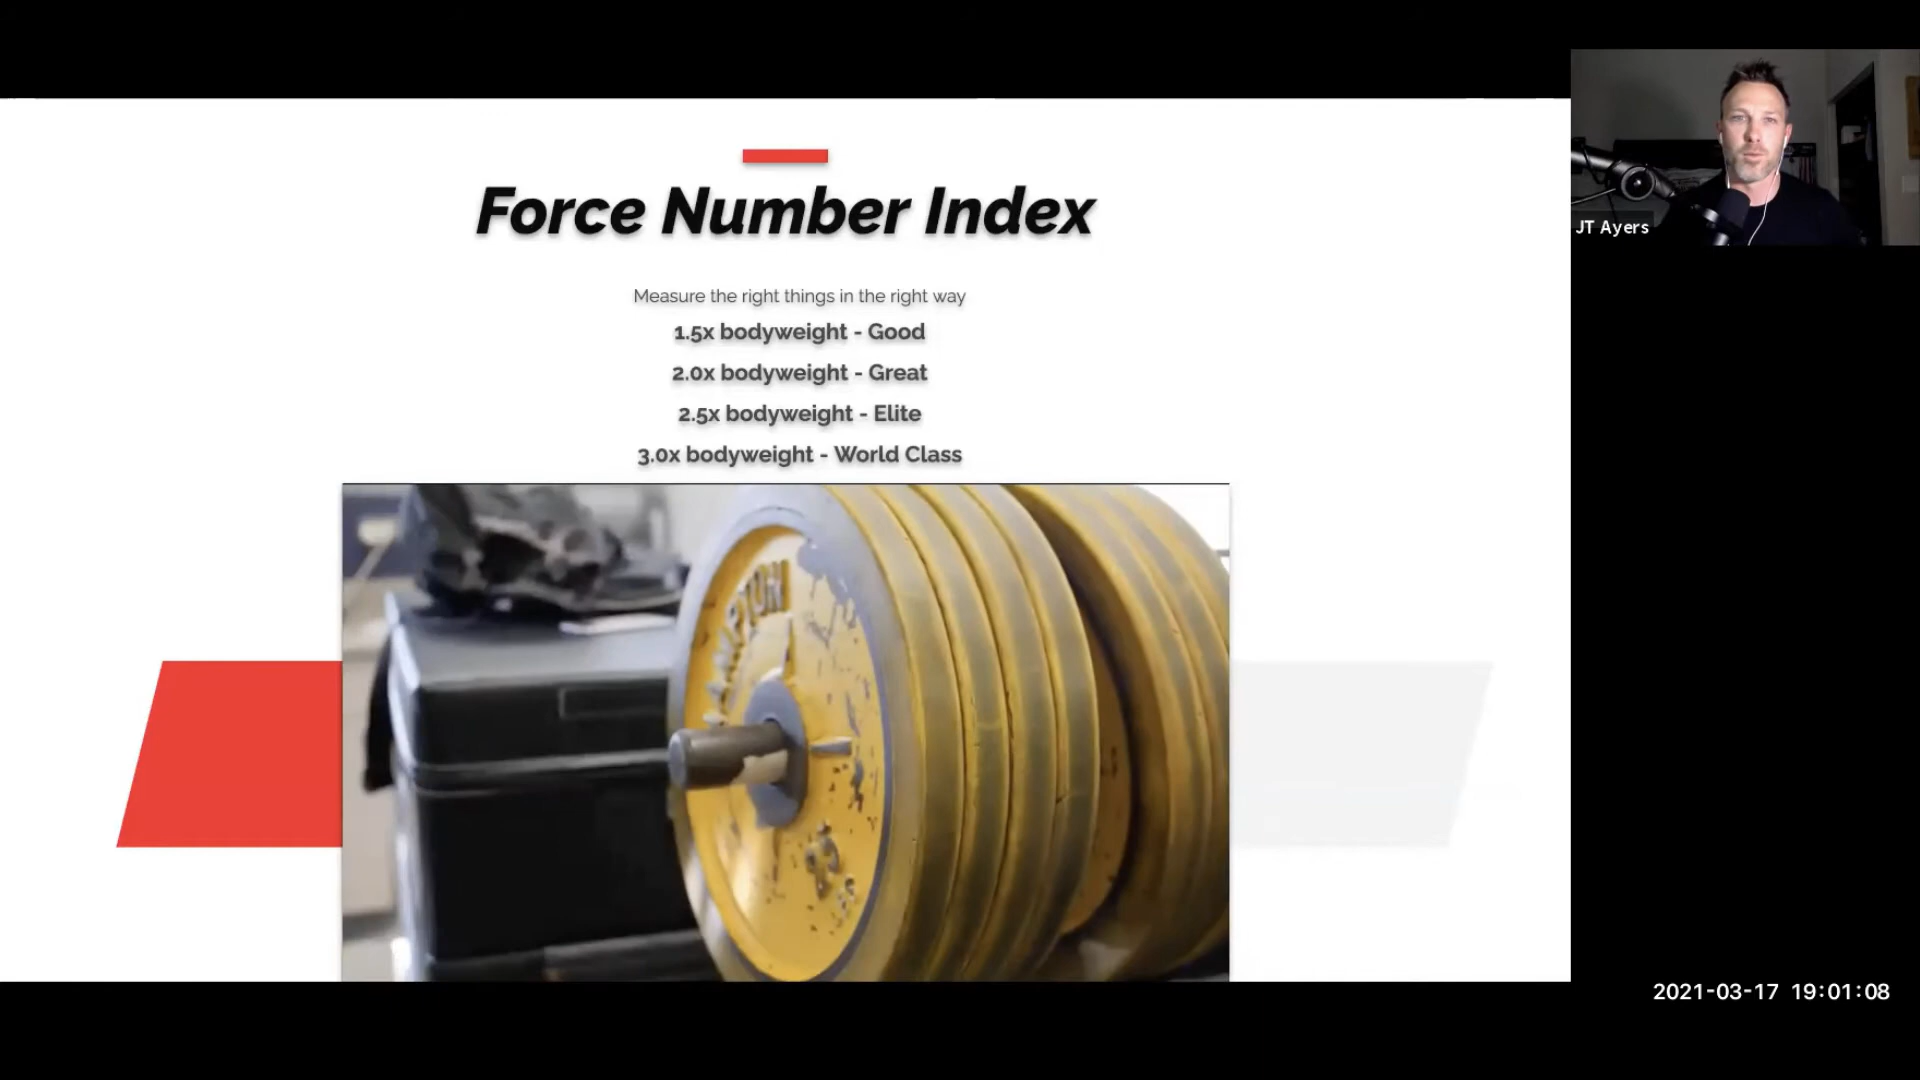 Force Number Index
Measure the right things in the right way
1.5x bodyweight - Good
2.0x bodyweight - Great
2.5x bodyweight - Elite
3.0x bodyweight - World Class
JT Ayers
2021-03-17 19:01:08